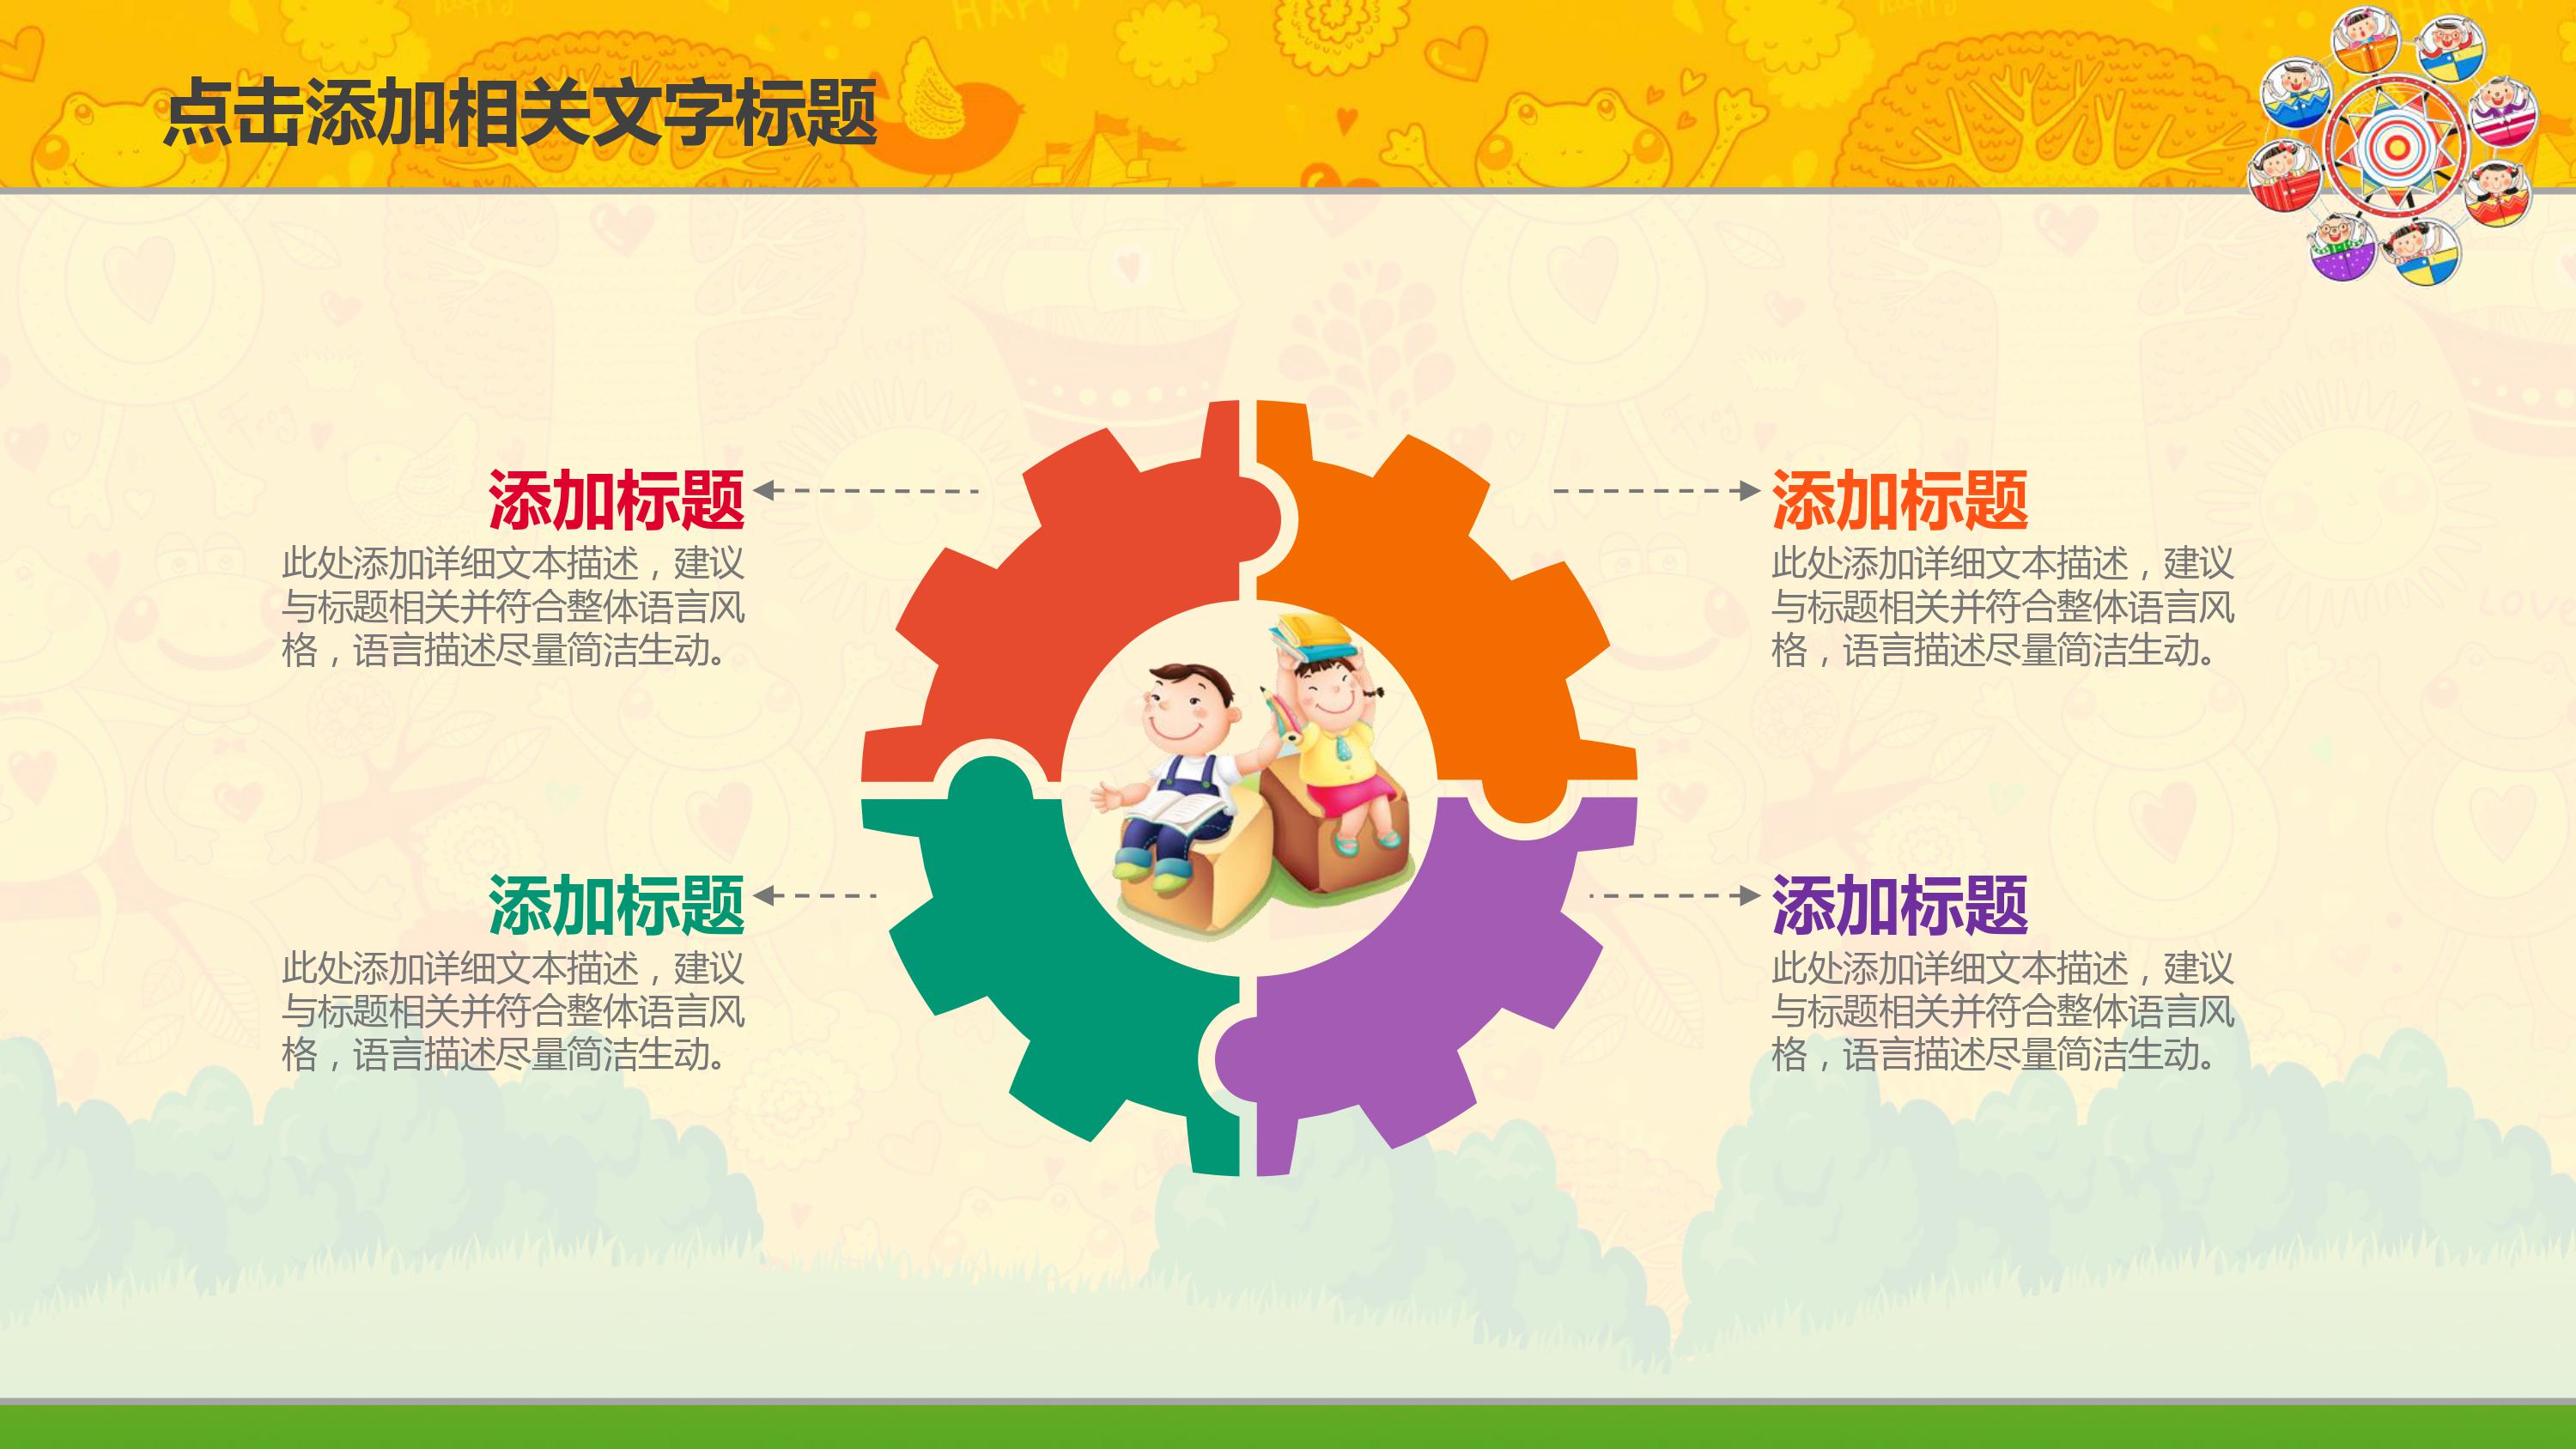 点击添加相关文字标题
添加标题
此处添加详细文本描述，建议
与标题相关并符合整体语言风
格，语言描述尽量简洁生动。
添加标题
此处添加详细文本描述，建议
与标题相关并符合整体语言风
格，语言描述尽量简洁生动。
添加标题
此处添加详细文本描述，建议
与标题相关并符合整体语言风
格，语言描述尽量简洁生动。
添加标题
此处添加详细文本描述，建议
与标题相关并符合整体语言风
格，语言描述尽量简洁生动。
HAPPY
happy
Frog
happy
Frog
Love